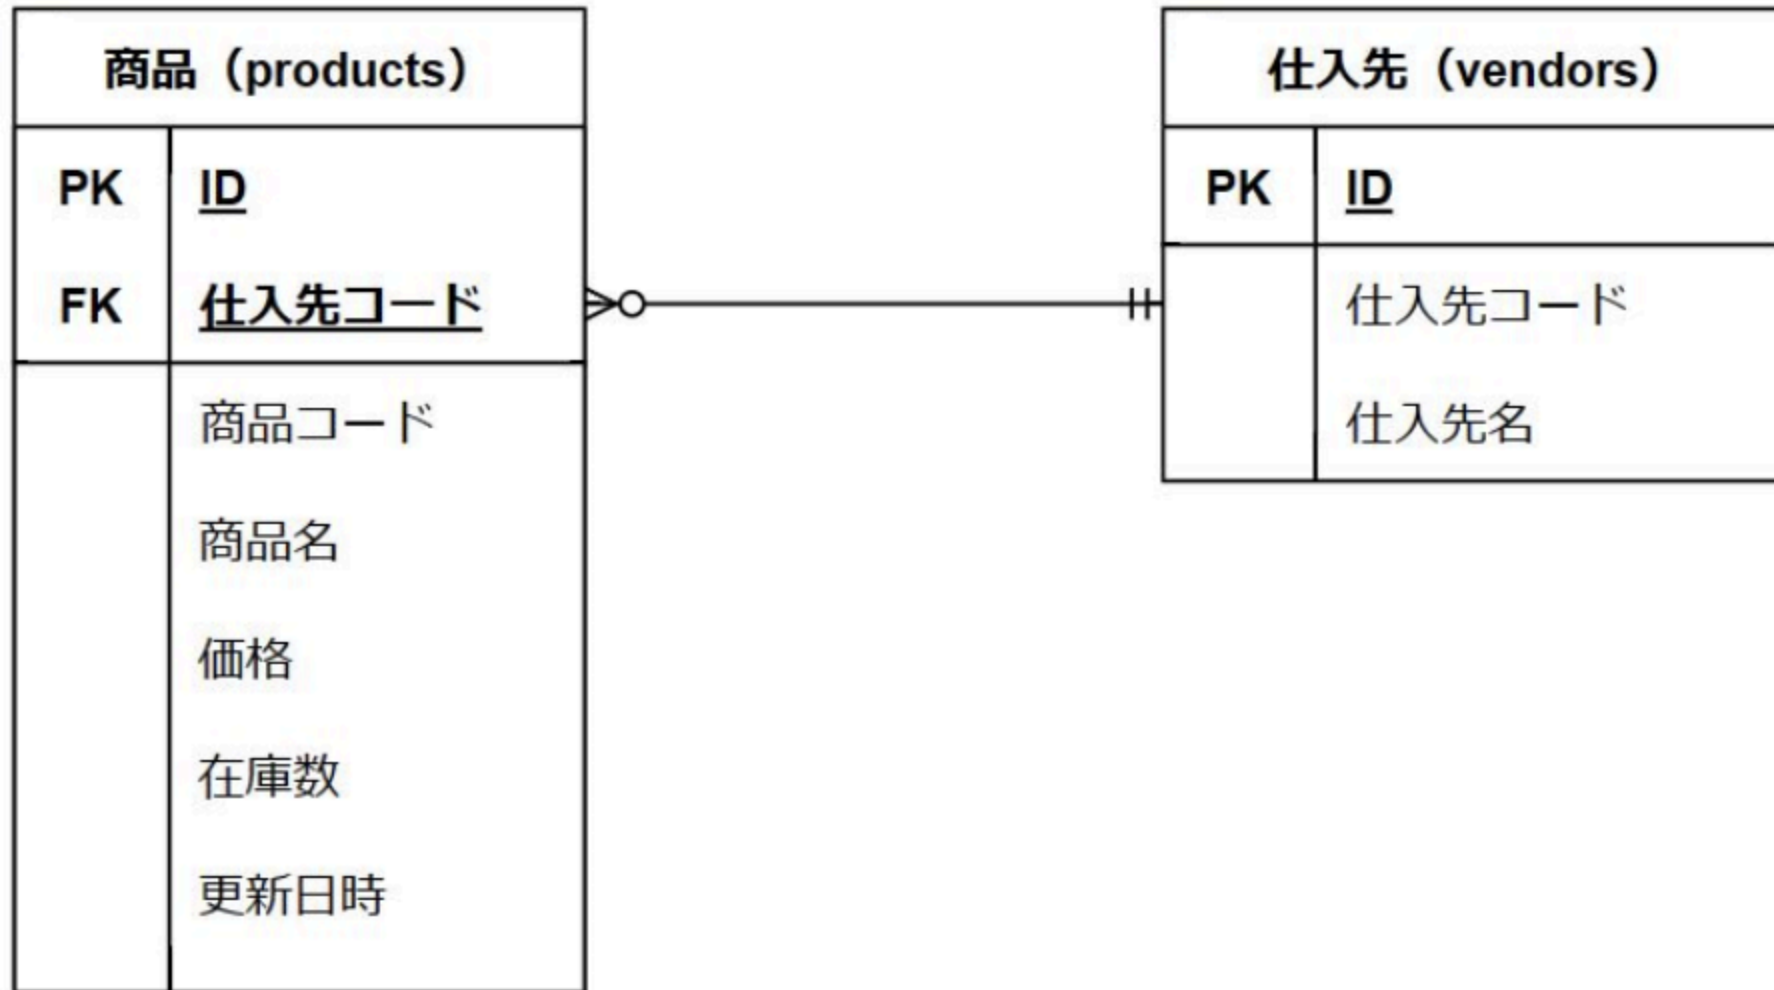 商品（products）
PK ID
FK 仕入先コード
商品コード
商品名
価格
在庫数
更新日時
仕入先（vendors）
PK ID
仕入先コード
仕入先名